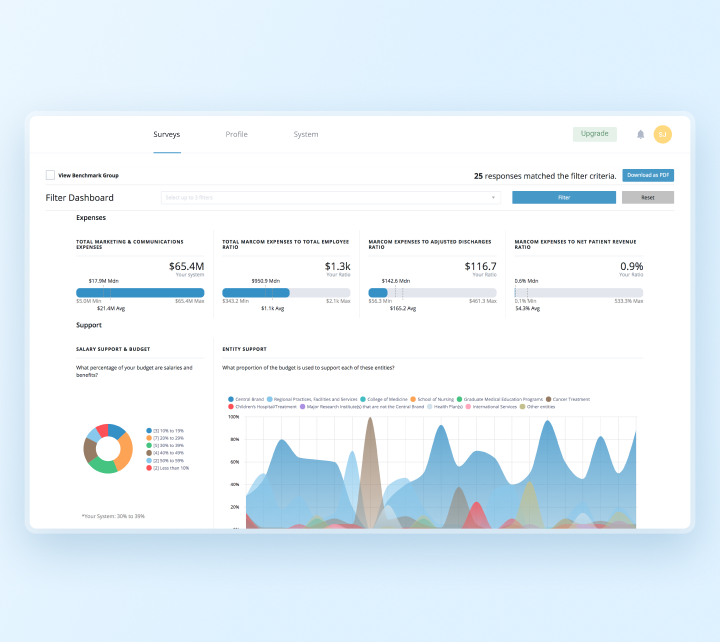 Surveys Profile System Upgrade SJ
View Benchmark Group
25 responses matched the filter criteria. Download as PDF
Filter Dashboard Select up to 3 filters Filter Reset
Expenses
TOTAL MARKETING & COMMUNICATIONS EXPENSES
$65.4M
Your system
$17.9M Mdn
$5.0M Min $65.4M Max
$21.4M Avg
TOTAL MARCOM EXPENSES TO TOTAL EMPLOYEE RATIO
$1.3k
Your Ratio
$950.9 Mdn
$343.2 Min $2.1k Max
$1.1k Avg
MARCOM EXPENSES TO ADJUSTED DISCHARGES RATIO
$116.7
Your Ratio
$142.6 Mdn
$56.3 Min $461.3 Max
$165.2 Avg
MARCOM EXPENSES TO NET PATIENT REVENUE RATIO
0.9%
Your Ratio
0.6% Mdn
0.1% Min 533.3% Max
54.3% Avg
Support
SALARY SUPPORT & BUDGET
What percentage of your budget are salaries and
benefits?
[3] 10% to 19%
[7] 20% to 29%
[5] 30% to 39%
[4] 40% to 49%
[2] 50% to 59%
[2] Less than 10%
*Your System: 30% to 39%
ENTITY SUPPORT
What proportion of the budget is used to support each of these entities?
Central Brand Regional Practices, Facilities and Services College of Medicine School of Nursing Graduate Medical Education Programs Cancer Treatment
Children's Hospital/Treatment Major Research Institute(s) that are not the Central Brand Health Plan(s) International Services Other entities
100%
80%
60%
40%
20%